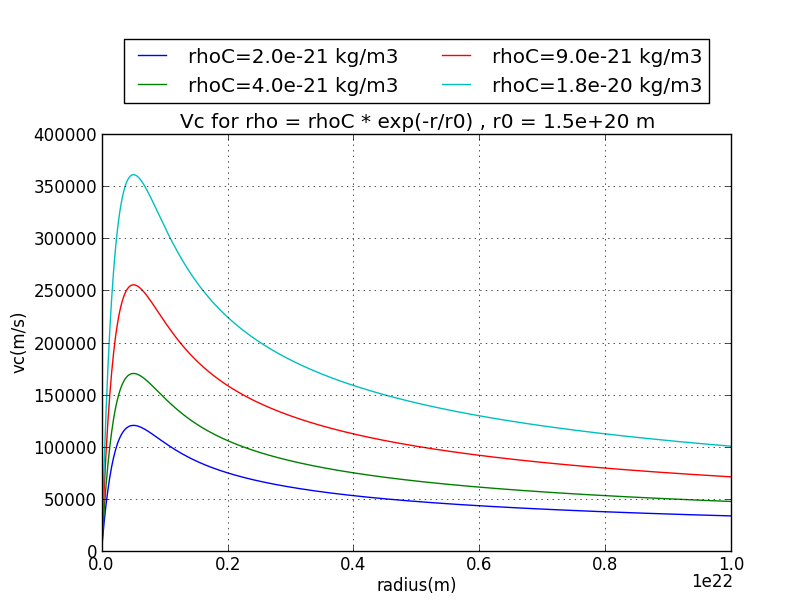 rhoC=2.0e-21 kg/m3
rhoC=9.0e-21 kg/m3
rhoC=4.0e-21 kg/m3
rhoC=1.8e-20 kg/m3
Vc for rho = rhoC * exp(-r/r0) , r0 = 1.5e+20 m
400000
350000
300000
250000
200000
150000
100000
50000
0
vc(m/s)
0.0 0.2 0.4 0.6 0.8 1.0
1e22
radius(m)